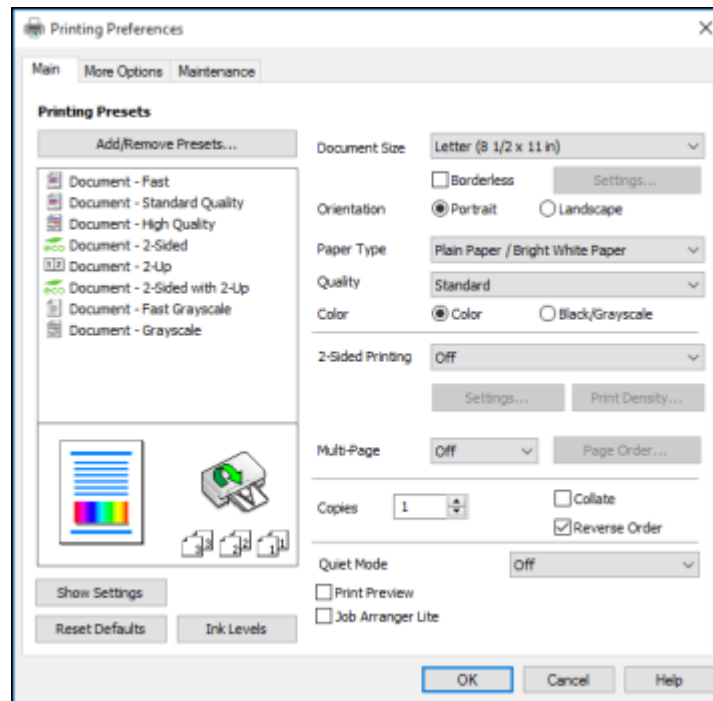 Printing Preferences
Main More Options Maintenance
Printing Presets
Add/Remove Presets...
Document - Fast
Document - Standard Quality
Document - High Quality
Document - 2-Sided
Document - 2-Up
Document - 2-Sided with 2-Up
Document - Fast Grayscale
Document - Grayscale
Show Settings
Reset Defaults Ink Levels
Document Size Letter (8 1/2 x 11 in)
Borderless Settings...
Orientation Portrait Landscape
Paper Type Plain Paper / Bright White Paper
Quality Standard
Color Color Black/Grayscale
2-Sided Printing Off
Settings... Print Density...
Multi-Page Off Page Order...
Copies 1 Collate
Reverse Order
Quiet Mode Off
Print Preview
Job Arranger Lite
OK Cancel Help